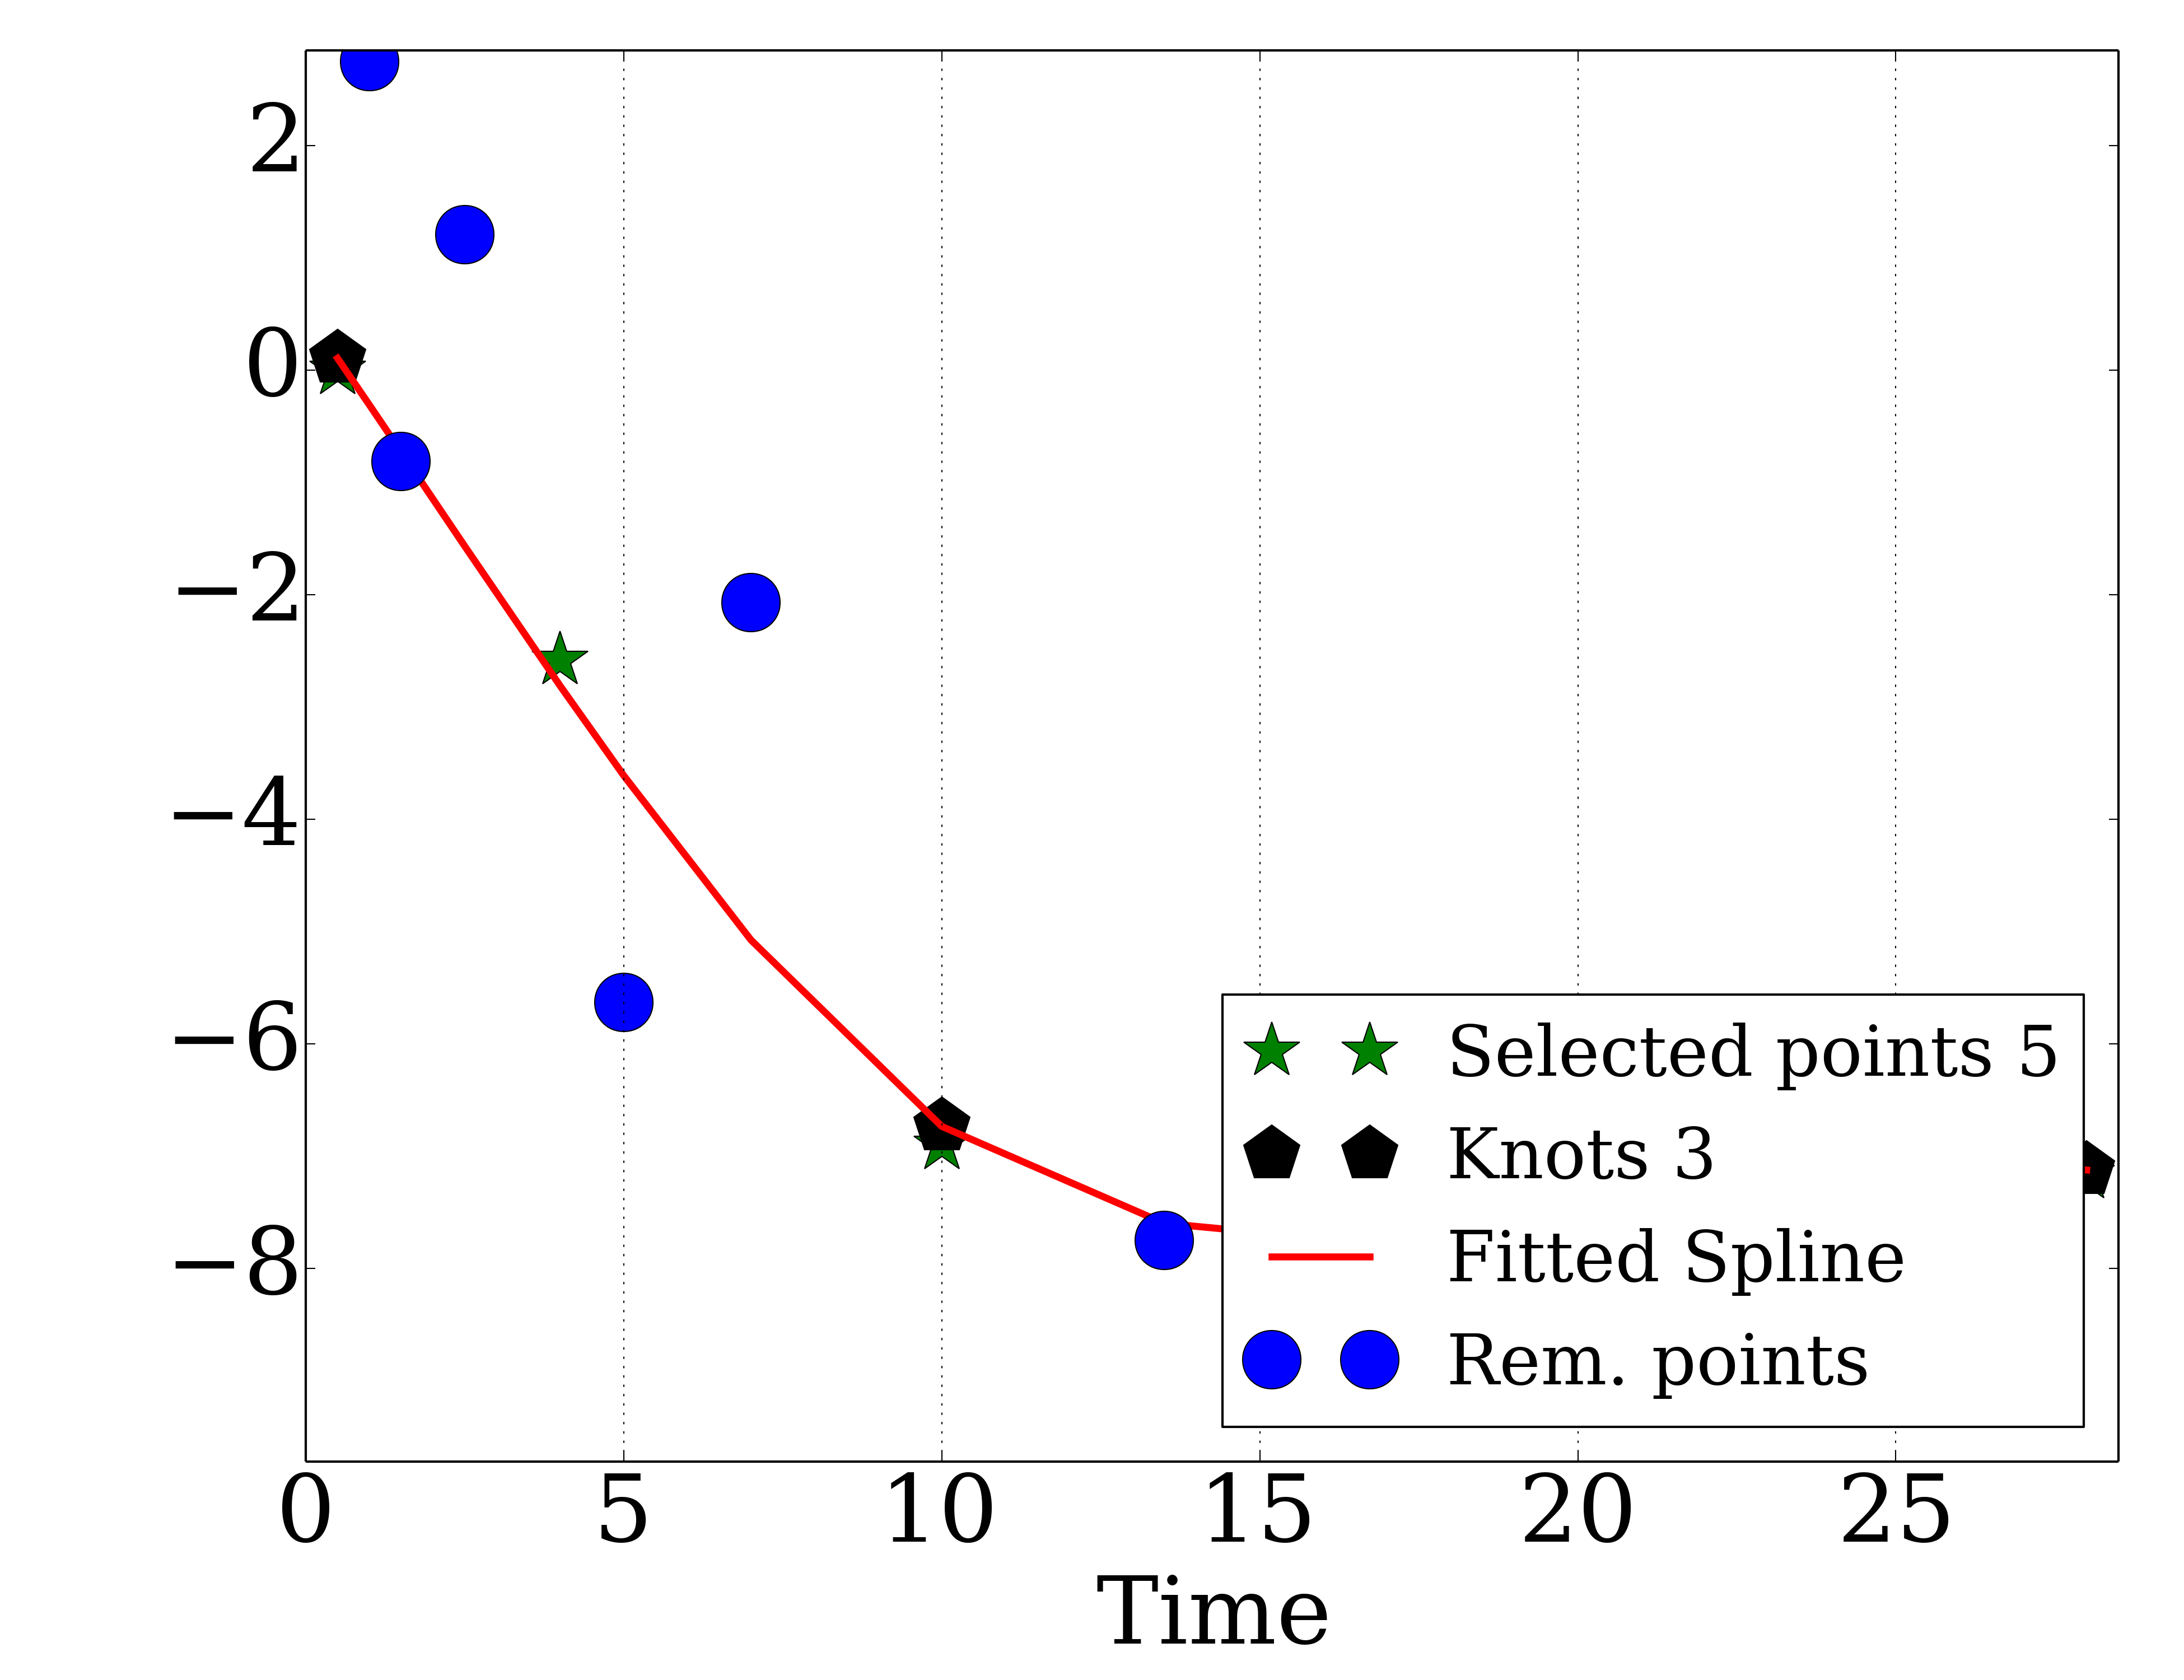 2
0
−2
−4
−6
−8
Selected points 5
Knots 3
Fitted Spline
Rem. points
0 5 10 15 20 25
Time